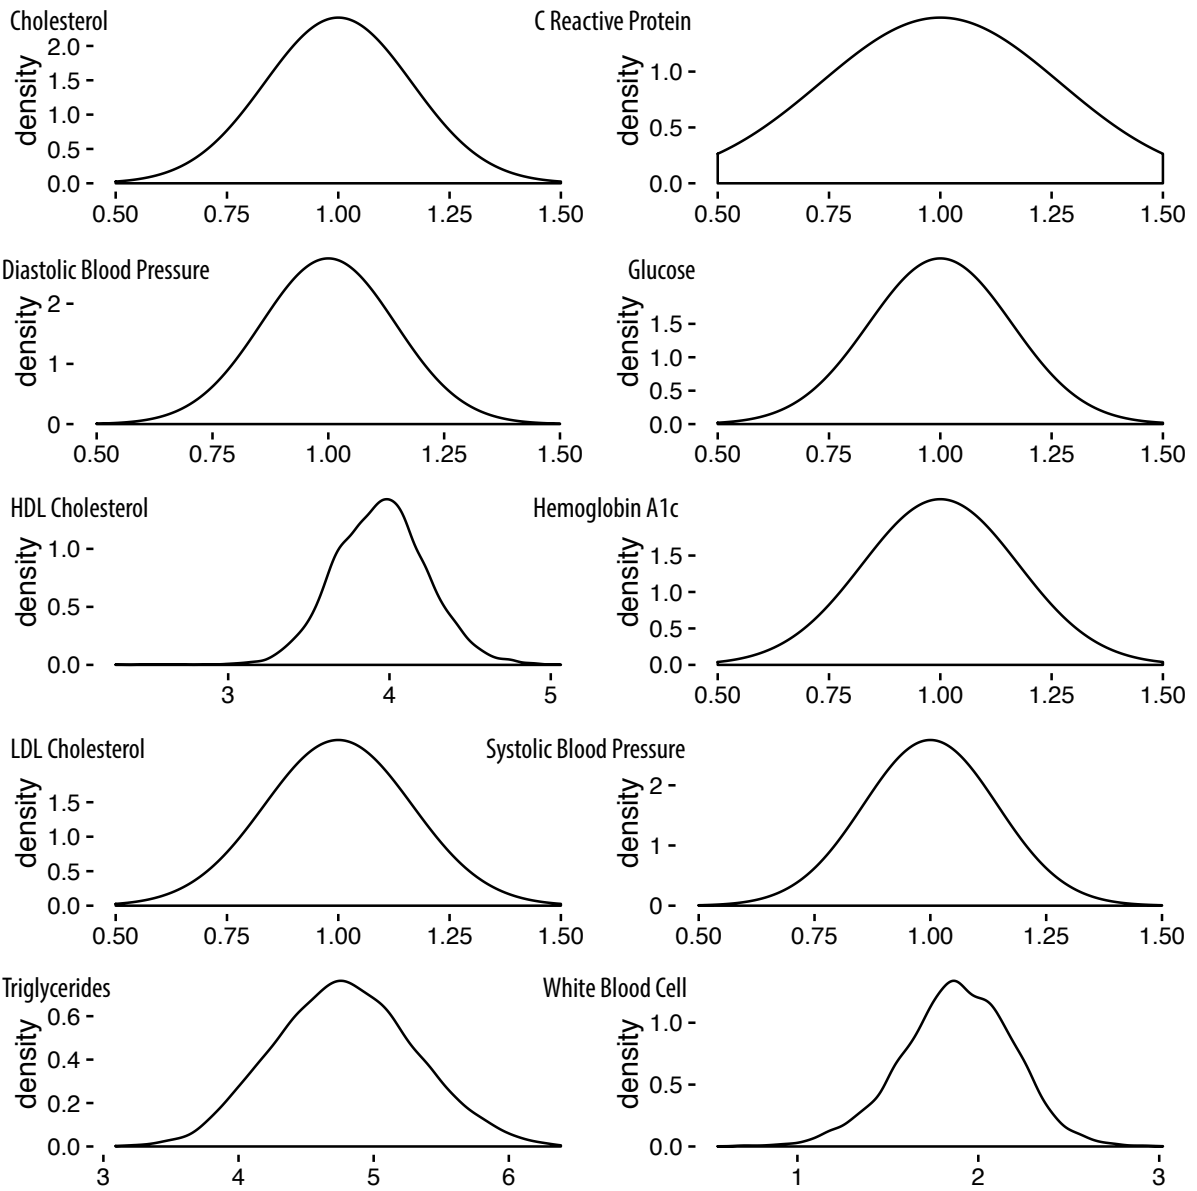 Cholesterol
density
2.0
1.5
1.0
0.5
0.0
0.50 0.75 1.00 1.25 1.50
C Reactive Protein
density
1.0
0.5
0.0
0.50 0.75 1.00 1.25 1.50
Diastolic Blood Pressure
density
2
1
0
0.50 0.75 1.00 1.25 1.50
Glucose
density
1.5
1.0
0.5
0.0
0.50 0.75 1.00 1.25 1.50
HDL Cholesterol
density
1.0
0.5
0.0
3 4 5
Hemoglobin A1c
density
1.5
1.0
0.5
0.0
0.50 0.75 1.00 1.25 1.50
LDL Cholesterol
density
1.5
1.0
0.5
0.0
0.50 0.75 1.00 1.25 1.50
Systolic Blood Pressure
density
2
1
0
0.50 0.75 1.00 1.25 1.50
Triglycerides
density
0.6
0.4
0.2
0.0
3 4 5 6
White Blood Cell
density
1.0
0.5
0.0
1 2 3